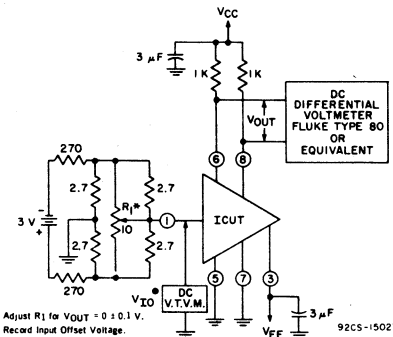 VCC
3 µF
1K
1K
DC
DIFFERENTIAL
VOLTMETER
FLUKE TYPE 80
OR
EQUIVALENT
VOUT
6
8
270
2.7
2.7
R1*
10
3 V
-
+
1
ICUT
2.7
2.7
270
VIO
DC
V.T.V.M.
5
7
3
3 µF
VEE
Adjust R1 for VOUT = 0 ± 0.1 V.
Record Input Offset Voltage.
92CS-1502